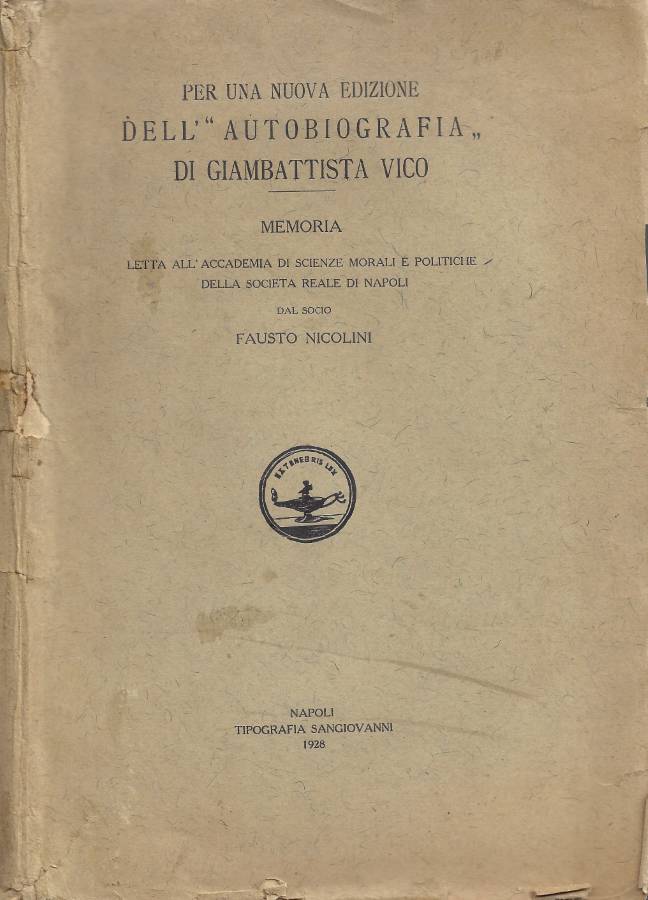 PER UNA NUOVA EDIZIONE
DELL' “ AUTOBIOGRAFIA „
DI GIAMBATTISTA VICO
MEMORIA
LETTA ALL' ACCADEMIA DI SCIENZE MORALI E POLITICHE
DELLA SOCIETÀ REALE DI NAPOLI
DAL SOCIO
FAUSTO NICOLINI
EX TENEBRIS LUX
NAPOLI
TIPOGRAFIA SANGIOVANNI
1928